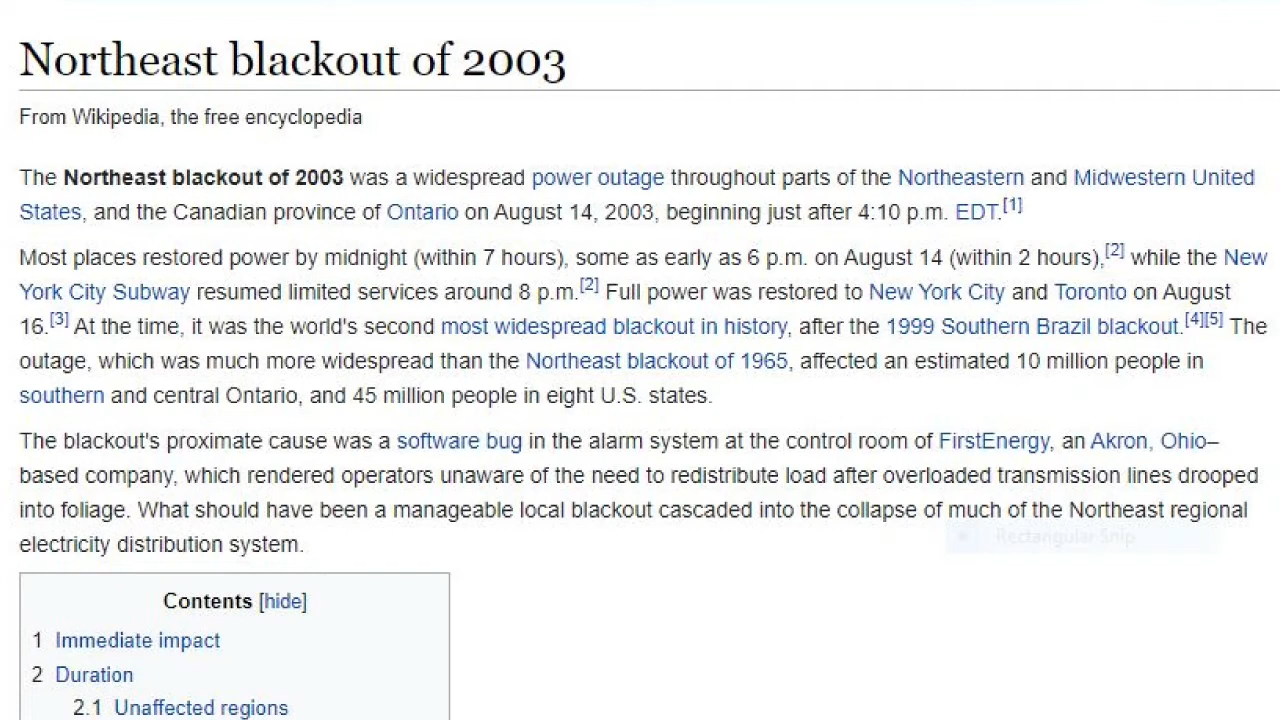 Northeast blackout of 2003
From Wikipedia, the free encyclopedia
The Northeast blackout of 2003 was a widespread power outage throughout parts of the Northeastern and Midwestern United
States, and the Canadian province of Ontario on August 14, 2003, beginning just after 4:10 p.m. EDT.[1]
Most places restored power by midnight (within 7 hours), some as early as 6 p.m. on August 14 (within 2 hours),[2] while the New
York City Subway resumed limited services around 8 p.m.[2] Full power was restored to New York City and Toronto on August
16.[3] At the time, it was the world's second most widespread blackout in history, after the 1999 Southern Brazil blackout.[4][5] The
outage, which was much more widespread than the Northeast blackout of 1965, affected an estimated 10 million people in
southern and central Ontario, and 45 million people in eight U.S. states.
The blackout's proximate cause was a software bug in the alarm system at the control room of FirstEnergy, an Akron, Ohio–
based company, which rendered operators unaware of the need to redistribute load after overloaded transmission lines drooped
into foliage. What should have been a manageable local blackout cascaded into the collapse of much of the Northeast regional
electricity distribution system.
Rectangular Snip
Contents [hide]
1 Immediate impact
2 Duration
2.1 Unaffected regions